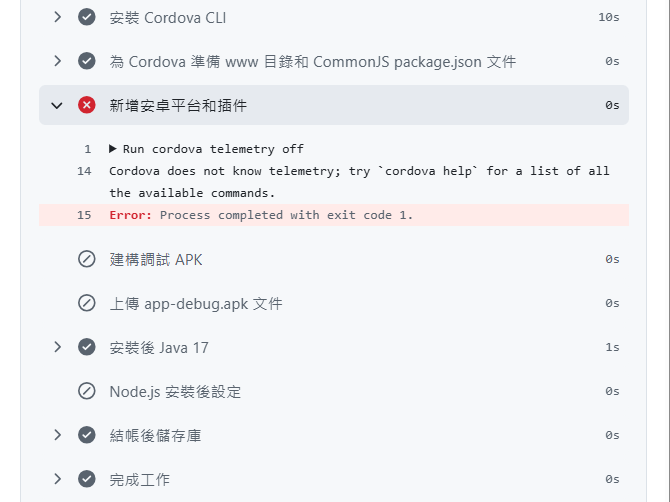 安裝 Cordova CLI 10s
為 Cordova 準備 www 目錄和 CommonJS package.json 文件 0s
新增安卓平台和插件 0s
1 Run cordova telemetry off
14 Cordova does not know telemetry; try `cordova help` for a list of all
the available commands.
15 Error: Process completed with exit code 1.
建構調試 APK 0s
上傳 app-debug.apk 文件 0s
安裝後 Java 17 1s
Node.js 安裝後設定 0s
結帳後儲存庫 0s
完成工作 0s